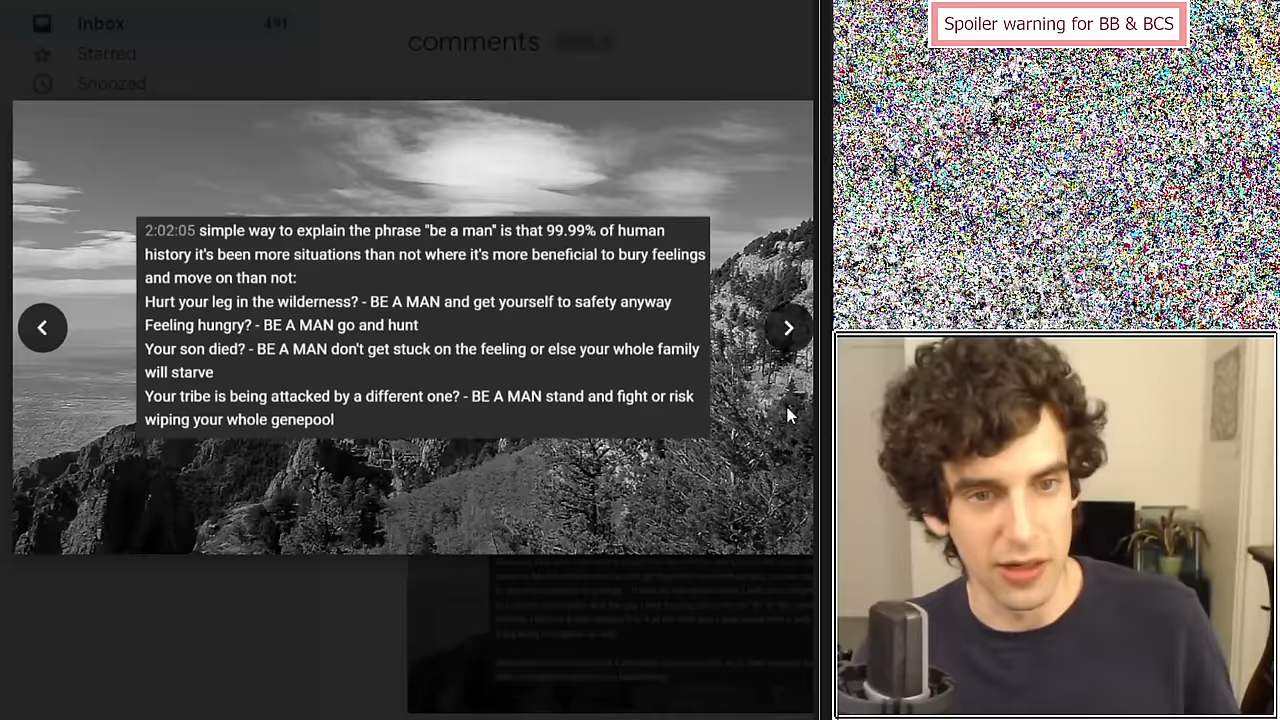 Inbox 491
Starred
Snoozed
comments
Spoiler warning for BB & BCS
2:02:05 simple way to explain the phrase "be a man" is that 99.99% of human
history it's been more situations than not where it's more beneficial to bury feelings
and move on than not:
Hurt your leg in the wilderness? - BE A MAN and get yourself to safety anyway
Feeling hungry? - BE A MAN go and hunt
Your son died? - BE A MAN don't get stuck on the feeling or else your whole family
will starve
Your tribe is being attacked by a different one? - BE A MAN stand and fight or risk
wiping your whole genepool